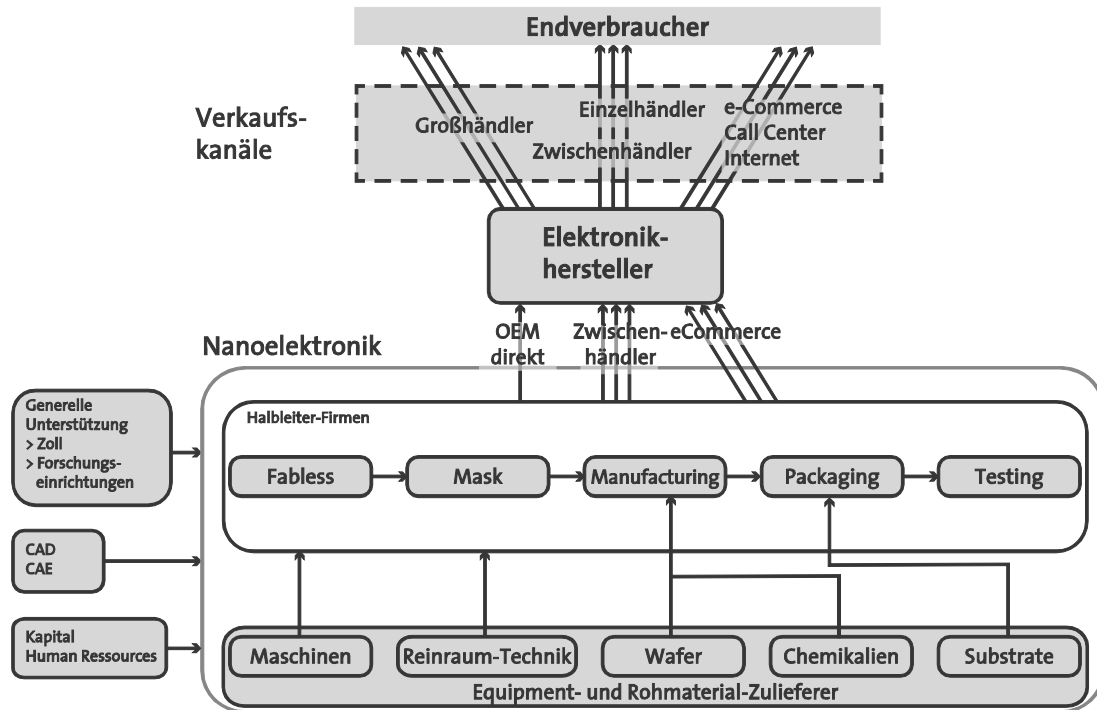 Endverbraucher
Verkaufs-
kanäle
Großhändler
Einzelhändler
Zwischenhändler
e-Commerce
Call Center
Internet
Elektronik-
hersteller
OEM
direkt
Zwischen-
händler
eCommerce
Nanoelektronik
Generelle
Unterstützung
> Zoll
> Forschungs-
einrichtungen
CAD
CAE
Kapital
Human Ressources
Halbleiter-Firmen
Fabless
Mask
Manufacturing
Packaging
Testing
Maschinen
Reinraum-Technik
Wafer
Chemikalien
Substrate
Equipment- und Rohmaterial-Zulieferer